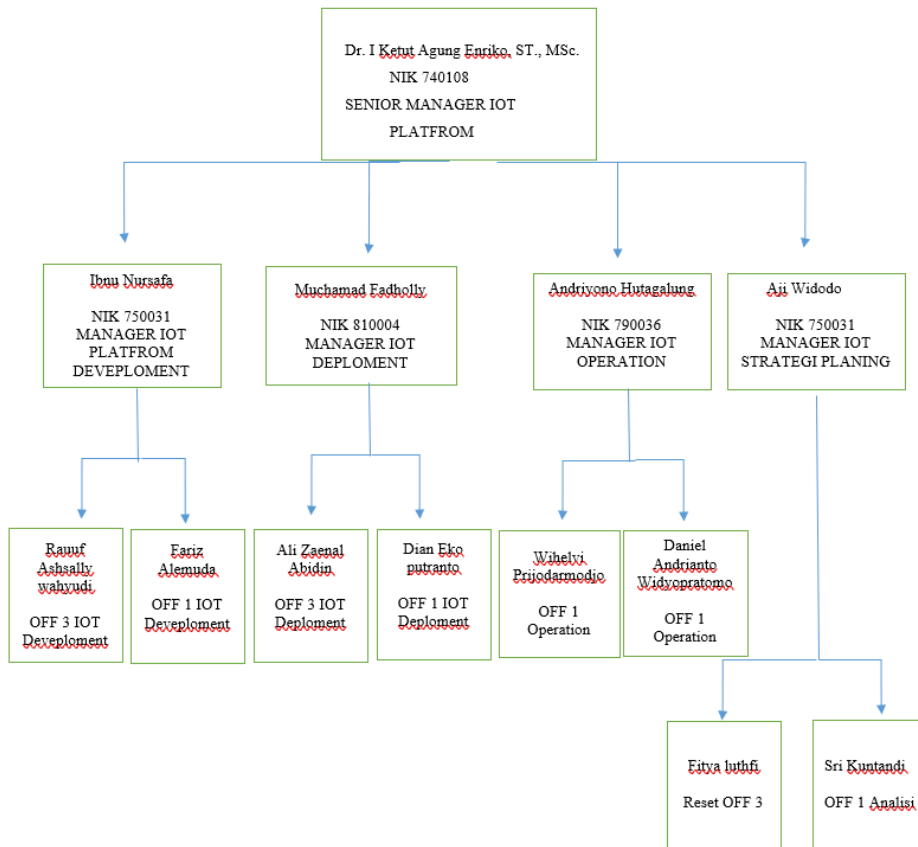 Dr. I Ketut Agung Enriko, ST., MSc.
NIK 740108
SENIOR MANAGER IOT
PLATFROM
Ibnu Nursafa
NIK 750031
MANAGER IOT
PLATFROM
DEVEPLOMENT
Muchamad Fadholly
NIK 810004
MANAGER IOT
DEPLOMENT
Andriyono Hutagalung
NIK 790036
MANAGER IOT
OPERATION
Aji Widodo
NIK 750031
MANAGER IOT
STRATEGI PLANING
Rauuf
Ashsally
wahyudi
OFF 3 IOT
Deveploment
Fariz
Alemuda
OFF 1 IOT
Deveploment
Ali Zaenal
Abidin
OFF 3 IOT
Deploment
Dian Eko
putranto
OFF 1 IOT
Deploment
Wihelyi
Prijodarmodjo
OFF 1
Operation
Daniel
Andrianto
Widyopratomo
OFF 1
Operation
Fitya luthfi
Reset OFF 3
Sri Kuntandi
OFF 1 Analisi